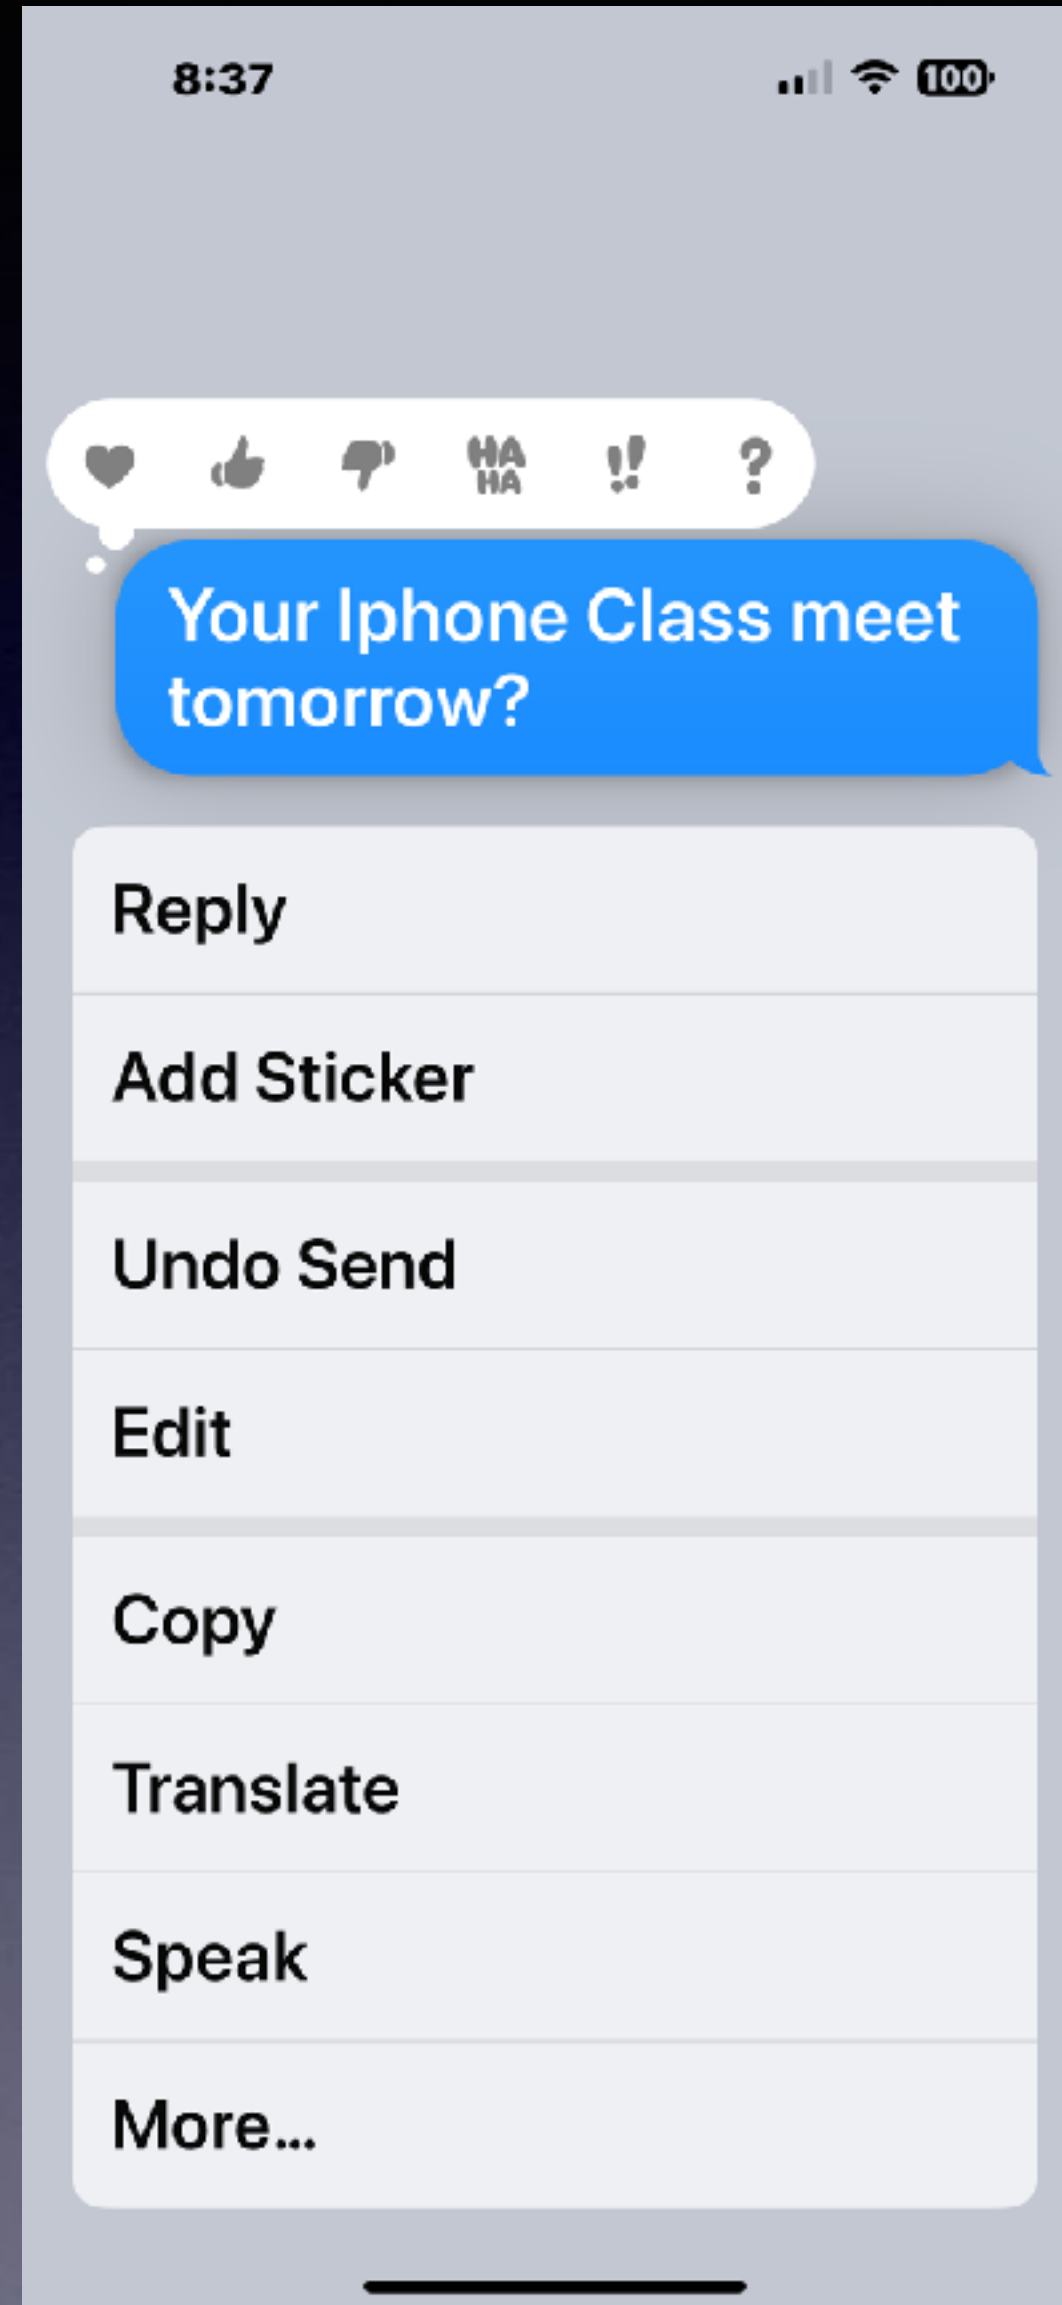 8:37
100
HA
HA
!!
?
Your Iphone Class meet
tomorrow?
Reply
Add Sticker
Undo Send
Edit
Copy
Translate
Speak
More...